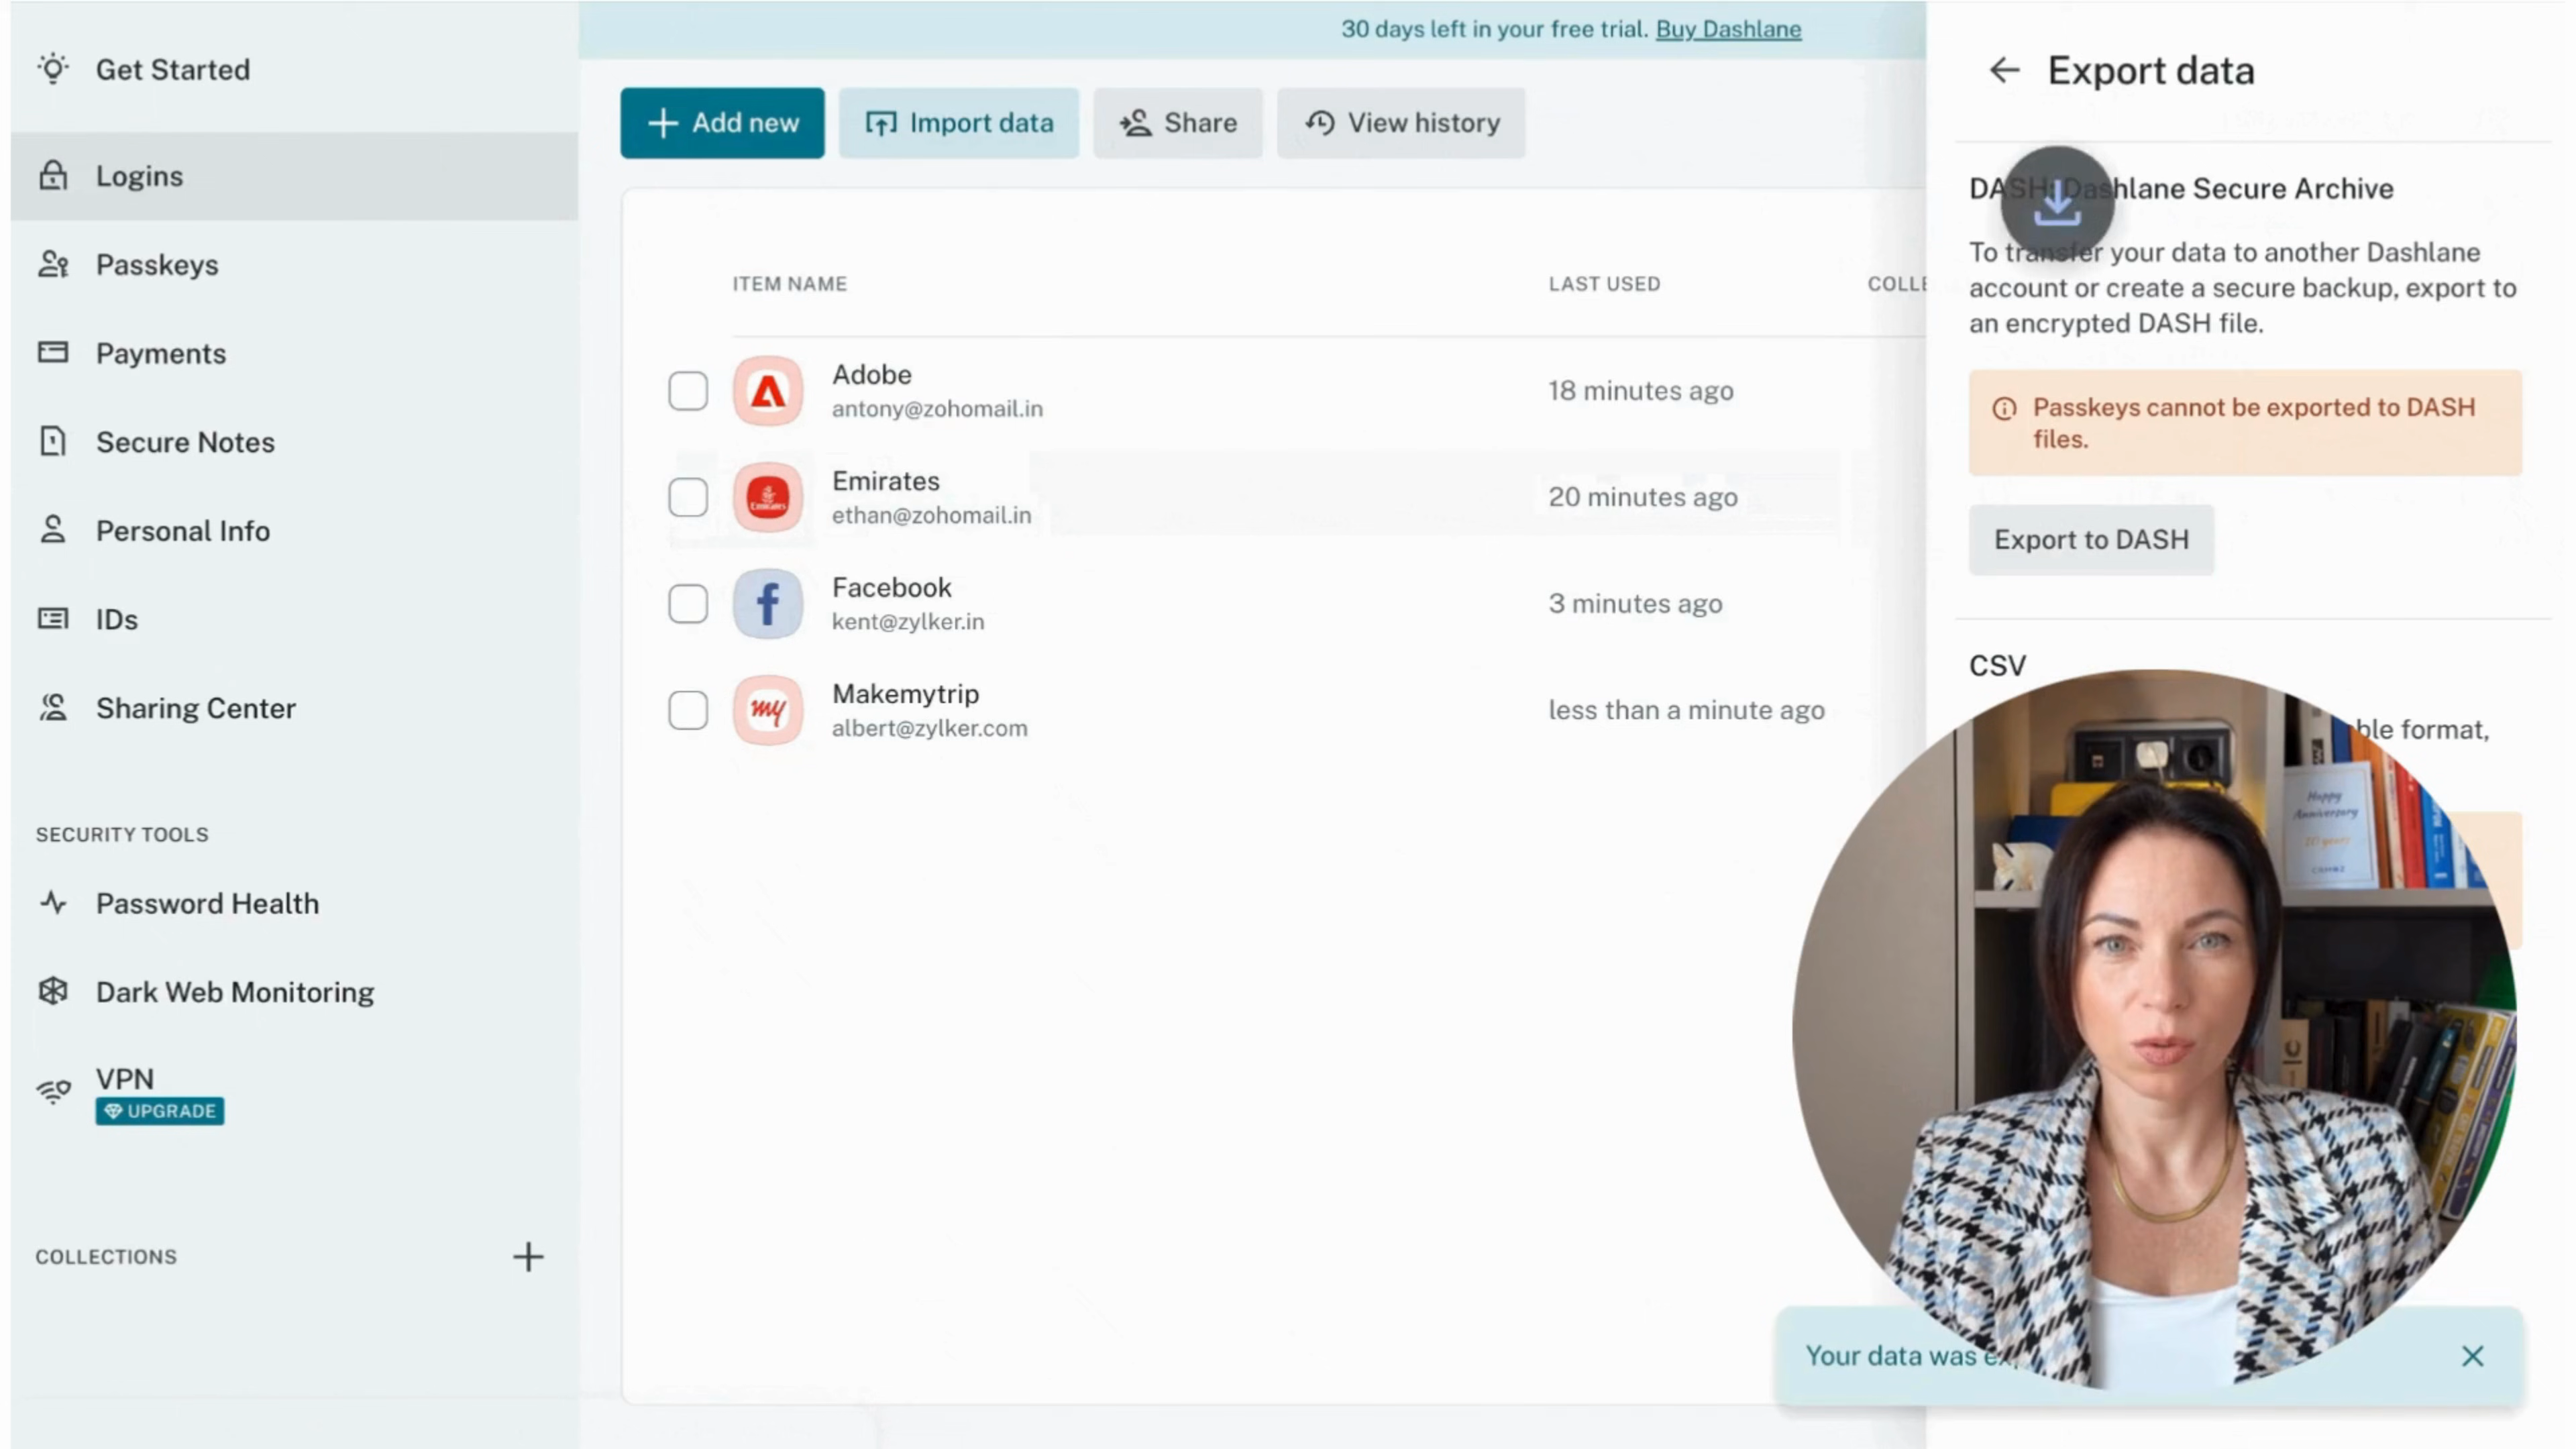 30 days left in your free trial. Buy Dashlane
Get Started
Logins
Passkeys
Payments
Secure Notes
Personal Info
IDs
Sharing Center
SECURITY TOOLS
Password Health
Dark Web Monitoring
VPN
UPGRADE
COLLECTIONS
Add new
Import data
Share
View history
ITEM NAME
LAST USED
Adobe
antony@zohomail.in
18 minutes ago
Emirates
Emirates
ethan@zohomail.in
20 minutes ago
f
Facebook
kent@zylker.in
3 minutes ago
my
Makemytrip
albert@zylker.com
less than a minute ago
Export data
DASH: Dashlane Secure Archive
To transfer your data to another Dashlane
account or create a secure backup, export to
an encrypted DASH file.
Passkeys cannot be exported to DASH
files.
Export to DASH
CSV
format,
Happy
Anniversary
Your data was